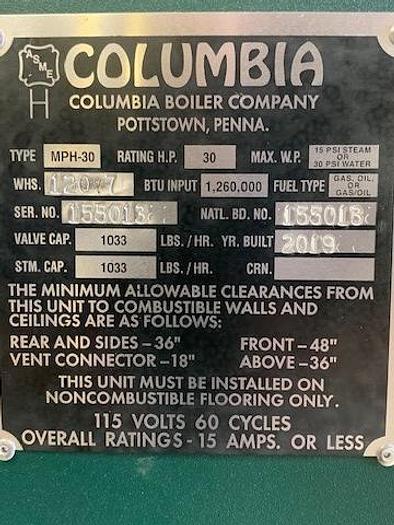 ASME COLUMBIA
H
COLUMBIA BOILER COMPANY
POTTSTOWN, PENNA.
TYPE MPH-30 RATING H.P. 30 MAX. W.P. 15 PSI STEAM OR 30 PSI WATER
WHS. BTU INPUT 1,260,000 FUEL TYPE GAS, OIL, OR GAS/OIL
SER. NO. NATL. BD. NO.
VALVE CAP. 1033 LBS./HR. YR. BUILT 2019
STM. CAP. 1033 LBS./HR. CRN.
THE MINIMUM ALLOWABLE CLEARANCES FROM
THIS UNIT TO COMBUSTIBLE WALLS AND
CEILINGS ARE AS FOLLOWS:
REAR AND SIDES – 36" FRONT – 48"
VENT CONNECTOR – 18" ABOVE – 36"
THIS UNIT MUST BE INSTALLED ON
NONCOMBUSTIBLE FLOORING ONLY.
115 VOLTS 60 CYCLES
OVERALL RATINGS - 15 AMPS. OR LESS